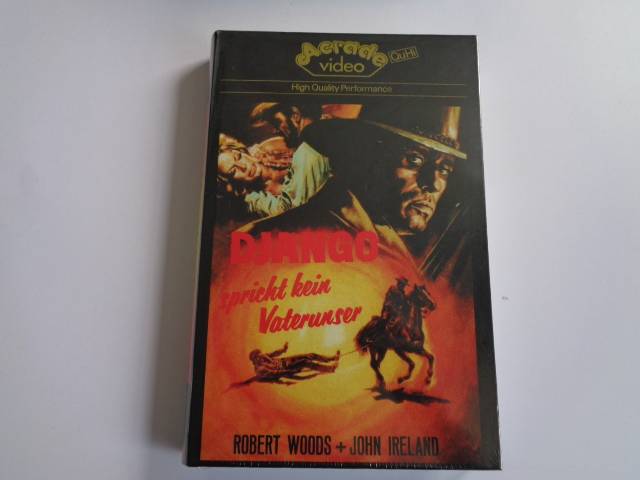 Arcade
video
QuHi
High Quality Performance
DJANGO
spricht kein
Vaterunser
ROBERT WOODS + JOHN IRELAND